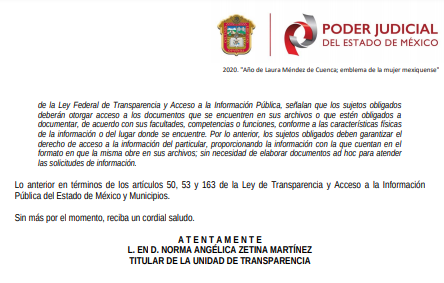 PODER JUDICIAL
DEL ESTADO DE MÉXICO
2020. "Año de Laura Méndez de Cuenca; emblema de la mujer mexiquense"
de la Ley Federal de Transparencia y Acceso a la Información Pública, señalan que los sujetos obligados
deberán otorgar acceso a los documentos que se encuentren en sus archivos o que estén obligados a
documentar, de acuerdo con sus facultades, competencias o funciones, conforme a las características físicas
de la información o del lugar donde se encuentre. Por lo anterior, los sujetos obligados deben garantizar el
derecho de acceso a la información del particular, proporcionando la información con la que cuentan en el
formato en que la misma obre en sus archivos; sin necesidad de elaborar documentos ad hoc para atender
las solicitudes de información.
Lo anterior en términos de los artículos 50, 53 y 163 de la Ley de Transparencia y Acceso a la Información
Pública del Estado de México y Municipios.
Sin más por el momento, reciba un cordial saludo.
A T E N T A M E N T E
L. EN D. NORMA ANGÉLICA ZETINA MARTÍNEZ
TITULAR DE LA UNIDAD DE TRANSPARENCIA